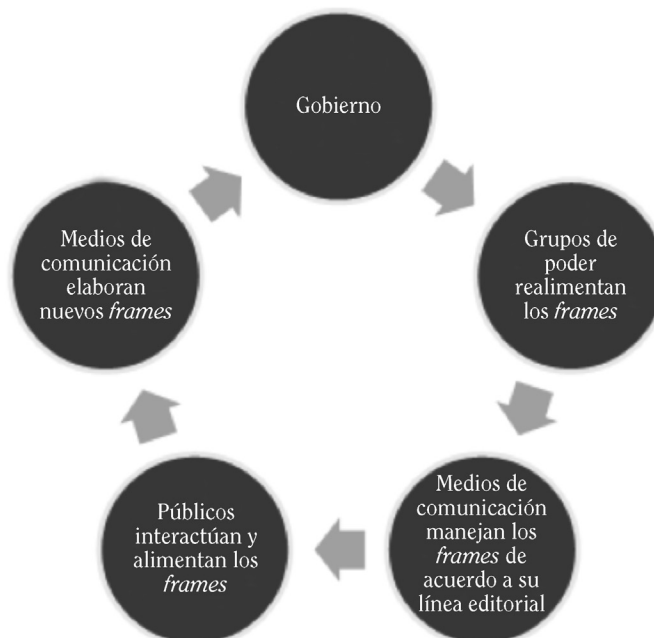 Gobierno
Grupos de
poder
realimentan
los frames
Medios de
comunicación
manejan los
frames de
acuerdo a su
línea editorial
Públicos
interactúan y
alimentan los
frames
Medios de
comunicación
elaboran
nuevos frames